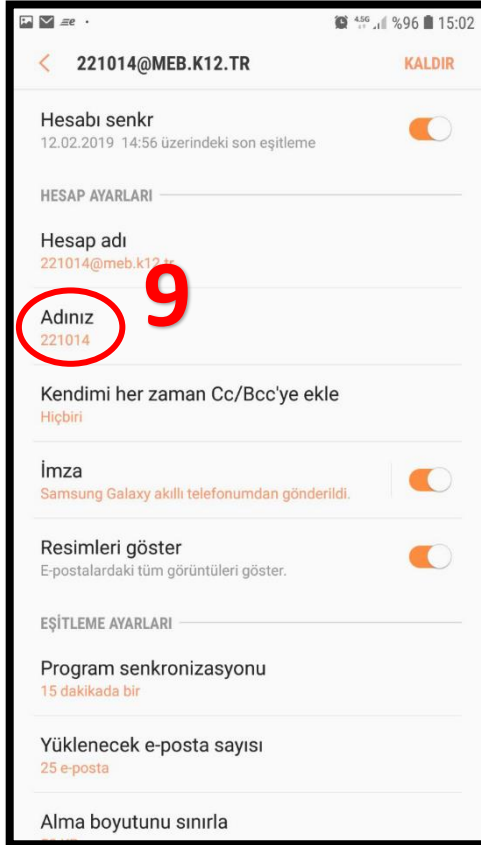 4.5G %96 15:02
221014@MEB.K12.TR KALDIR
Hesabı senkr
12.02.2019 14:56 üzerindeki son eşitleme
HESAP AYARLARI
Hesap adı
221014@meb.k12.tr
9
Adınız
221014
Kendimi her zaman Cc/Bcc'ye ekle
Hiçbiri
İmza
Samsung Galaxy akıllı telefonumdan gönderildi.
Resimleri göster
E-postalardaki tüm görüntüleri göster.
EŞİTLEME AYARLARI
Program senkronizasyonu
15 dakikada bir
Yüklenecek e-posta sayısı
25 e-posta
Alma boyutunu sınırla